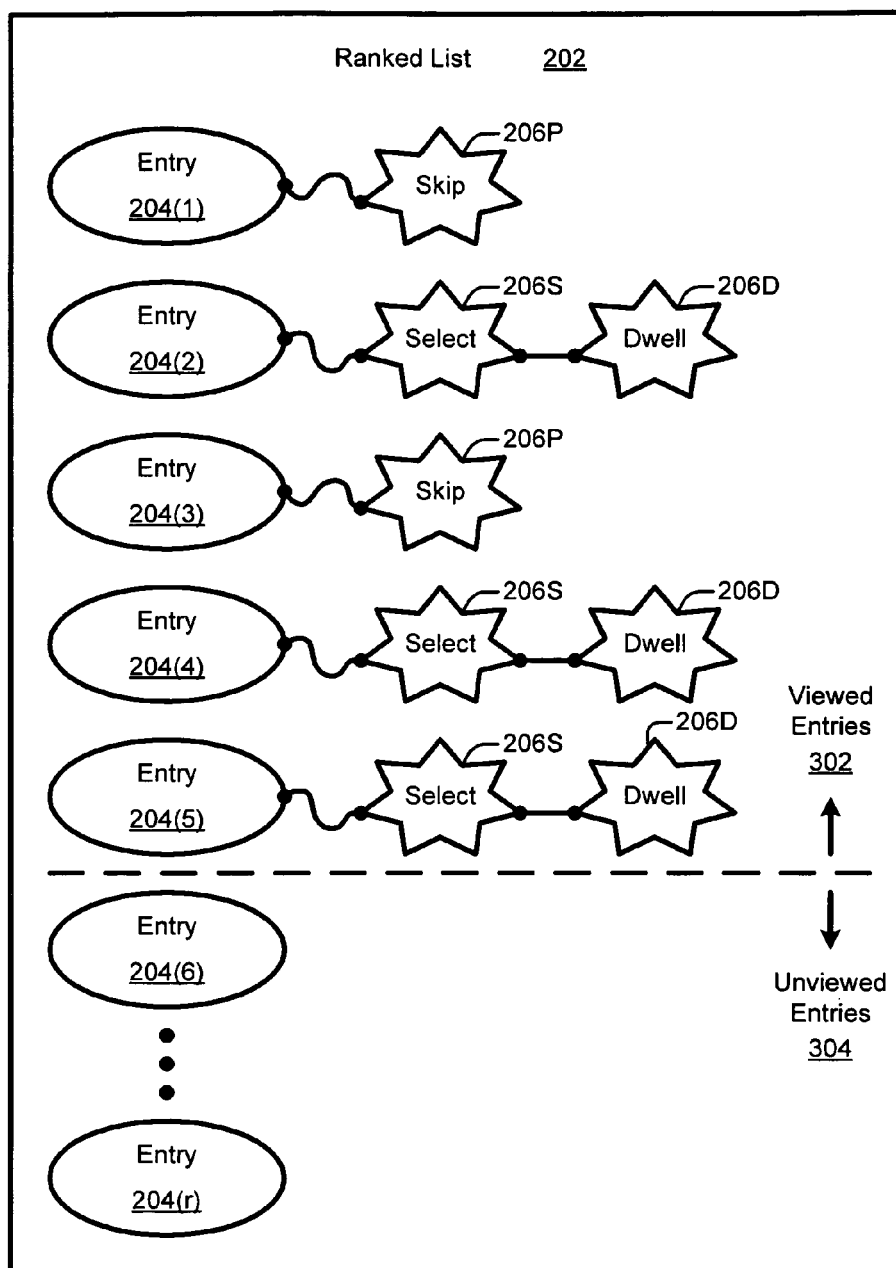 Ranked List 202
Entry
204(1)
Skip
206P
Entry
204(2)
Select
206S
Dwell
206D
Entry
204(3)
Skip
206P
Entry
204(4)
Select
206S
Dwell
206D
Entry
204(5)
Select
206S
Dwell
206D
Viewed
Entries
302
Entry
204(6)
Unviewed
Entries
304
Entry
204(r)